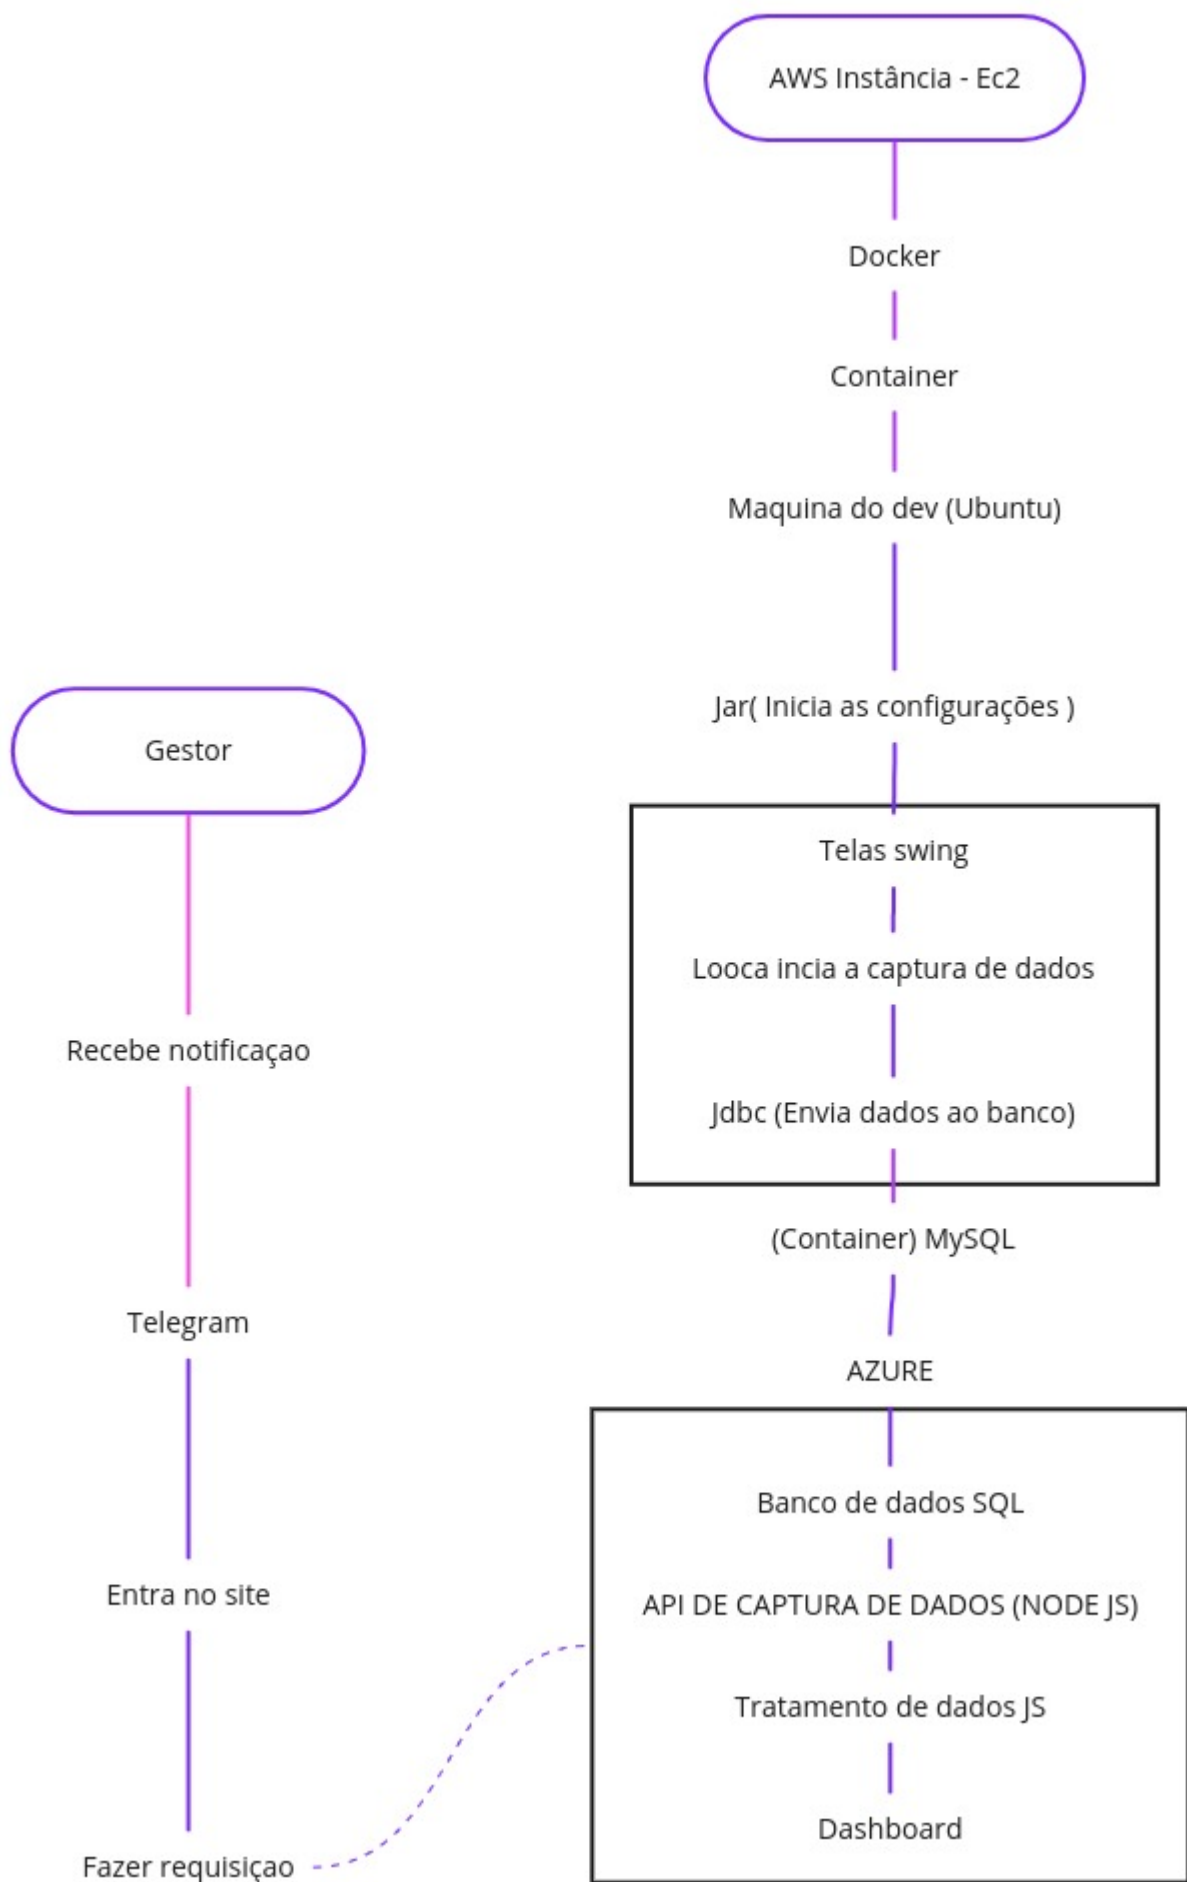 AWS Instância - Ec2
Docker
Container
Maquina do dev (Ubuntu)
Jar( Inicia as configurações )
Gestor
Telas swing
Looca incia a captura de dados
Recebe notificaçao
Jdbc (Envia dados ao banco)
(Container) MySQL
Telegram
AZURE
Banco de dados SQL
Entra no site
API DE CAPTURA DE DADOS (NODE JS)
Tratamento de dados JS
Dashboard
Fazer requisiçao